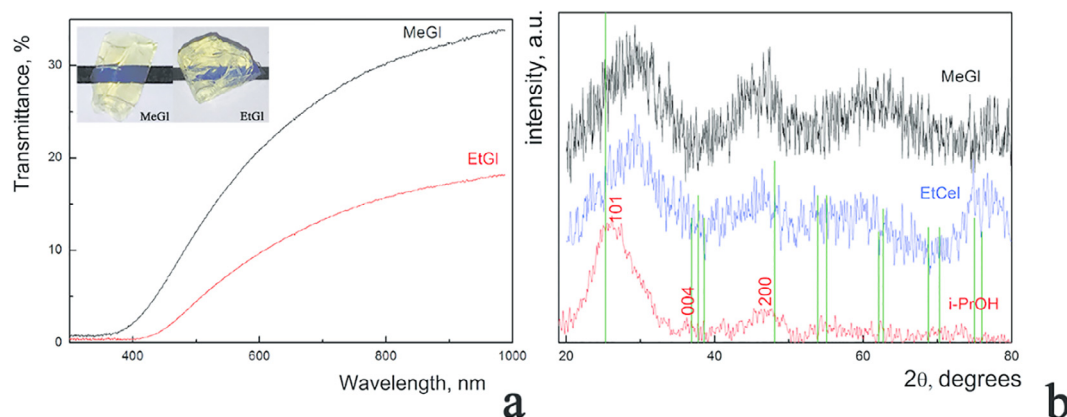 Transmittance, %
30
20
10
0
400
600
800
1000
Wavelength, nm
MeGl
EtGl
MeGl
EtGl
a
intensity, a.u.
MeGl
EtCel
i-PrOH
101
004
200
20
40
60
80
2θ, degrees
b